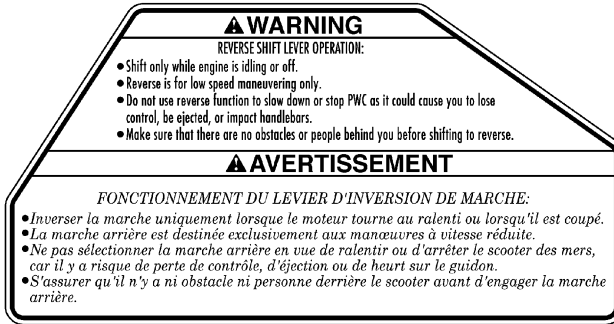 ⚠WARNING
REVERSE SHIFT LEVER OPERATION:
●Shift only while engine is idling or off.
●Reverse is for low speed maneuvering only.
●Do not use reverse function to slow down or stop PWC as it could cause you to lose
control, be ejected, or impact handlebars.
●Make sure that there are no obstacles or people behind you before shifting to reverse.
⚠AVERTISSEMENT
FONCTIONNEMENT DU LEVIER D'INVERSION DE MARCHE:
●Inverser la marche uniquement lorsque le moteur tourne au ralenti ou lorsqu'il est coupé.
●La marche arrière est destinée exclusivement aux manœuvres à vitesse réduite.
●Ne pas sélectionner la marche arrière en vue de ralentir ou d'arrêter le scooter des mers,
car il y a risque de perte de contrôle, d'éjection ou de heurt sur le guidon.
●S'assurer qu'il n'y a ni obstacle ni personne derrière le scooter avant d'engager la marche
arrière.